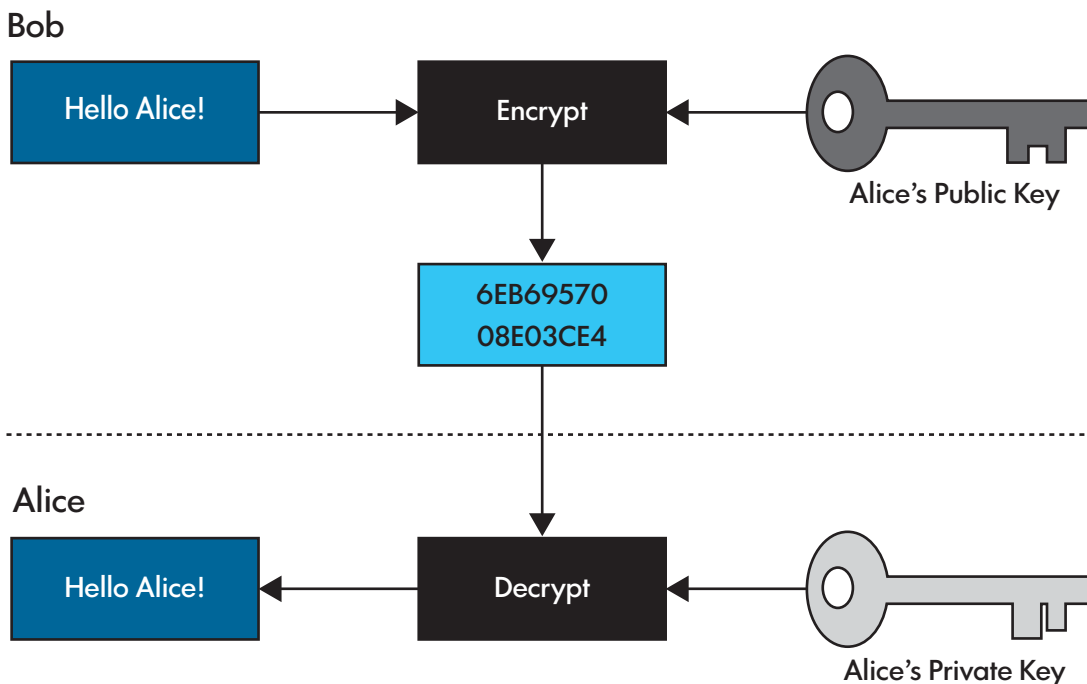 Bob
Hello Alice!
Encrypt
Alice’s Public Key
6EB69570
08E03CE4
Alice
Hello Alice!
Decrypt
Alice’s Private Key